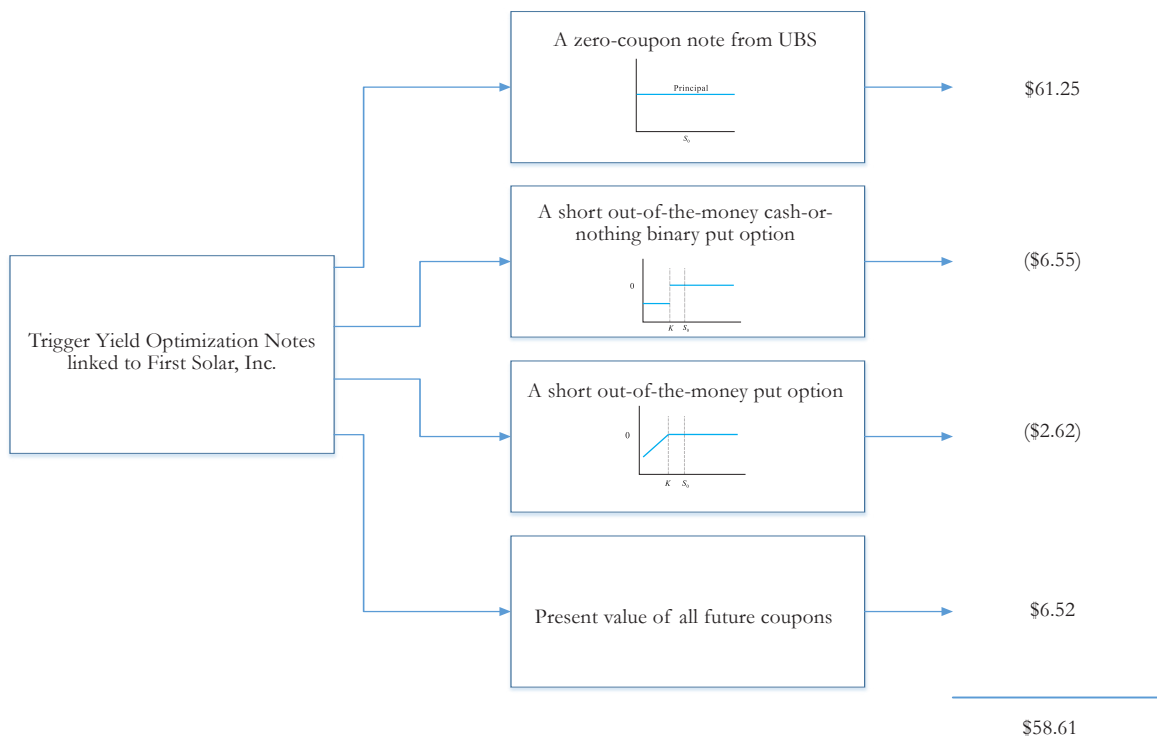 A zero-coupon note from UBS
Principal
S0
$61.25
A short out-of-the-money cash-or-
nothing binary put option
0
K S0
($6.55)
Trigger Yield Optimization Notes
linked to First Solar, Inc.
A short out-of-the-money put option
0
K S0
($2.62)
Present value of all future coupons
$6.52
$58.61